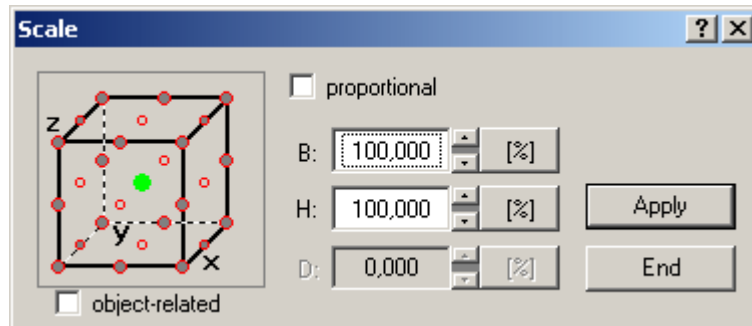 Scale
proportional
z
y
x
B: 100,000 [%]
H: 100,000 [%]
Apply
D: 0,000 [%]
End
object-related